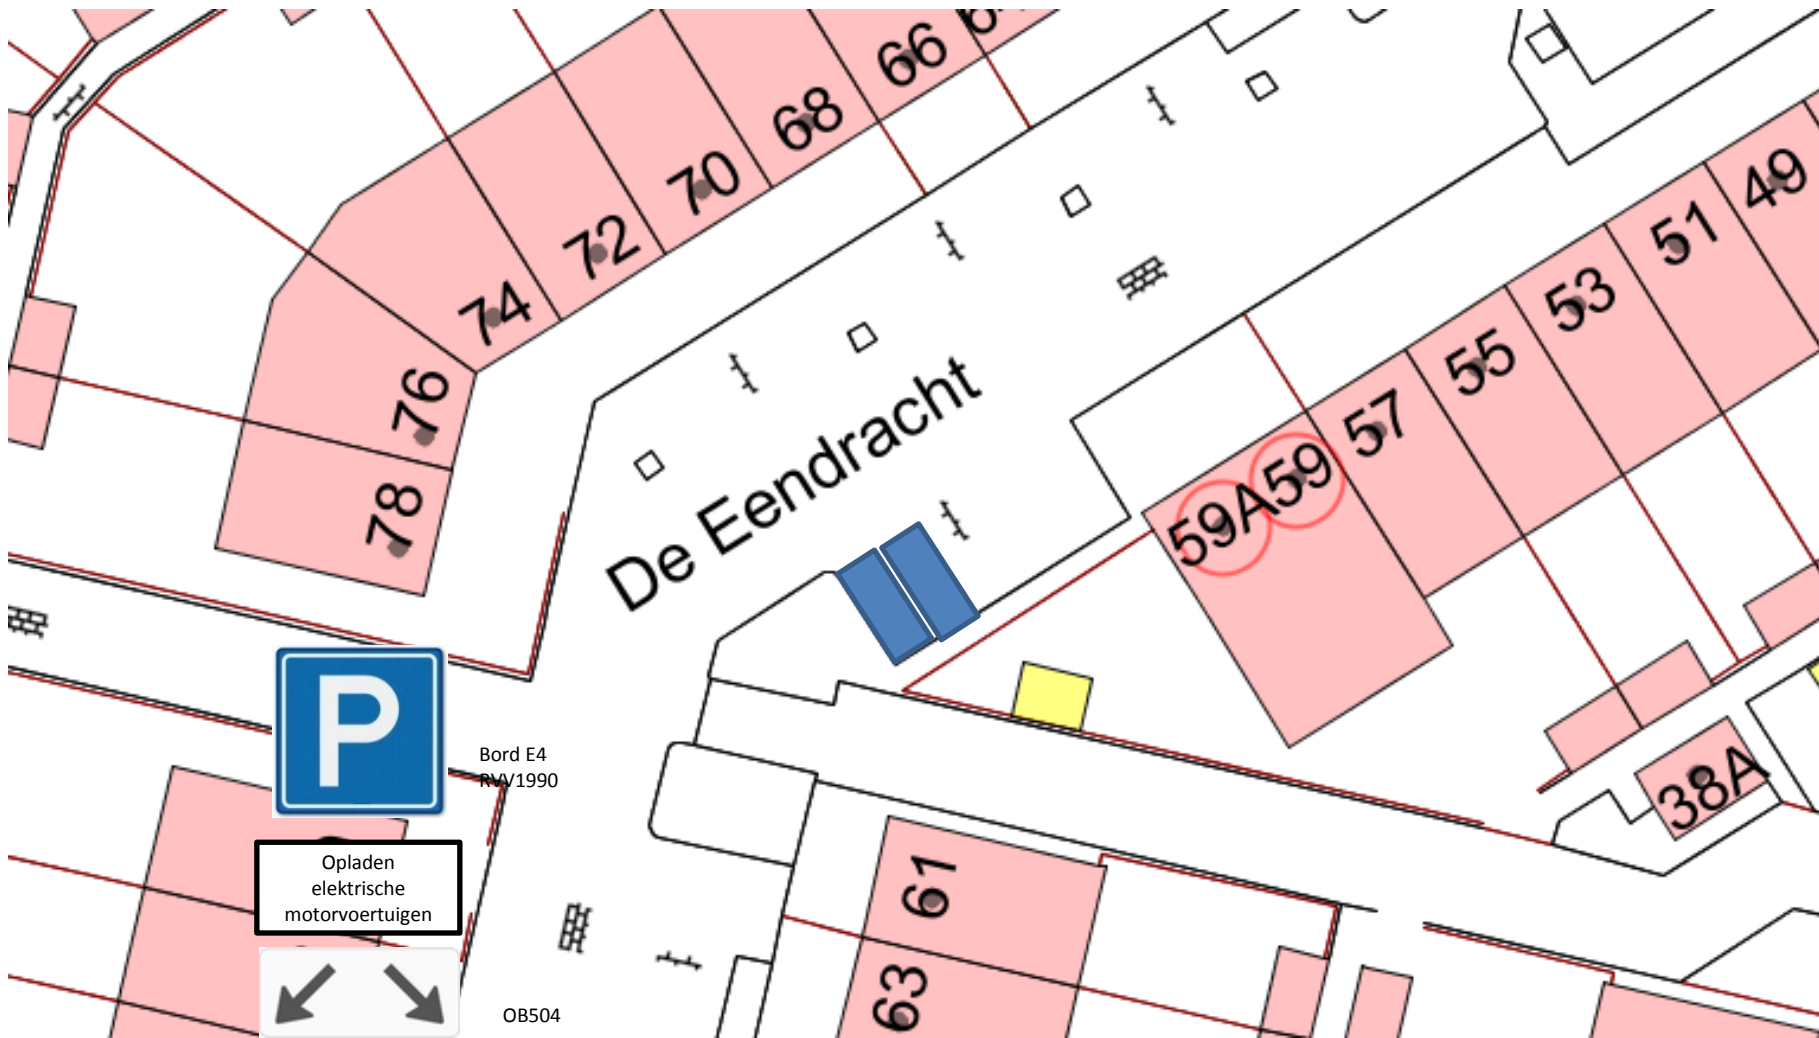 66
68
70
72
74
76
78
49
51
53
55
57
59A
59
De Eendracht
38A
P
Bord E4
RVV1990
Opladen
elektrische
motorvoertuigen
OB504
61
63